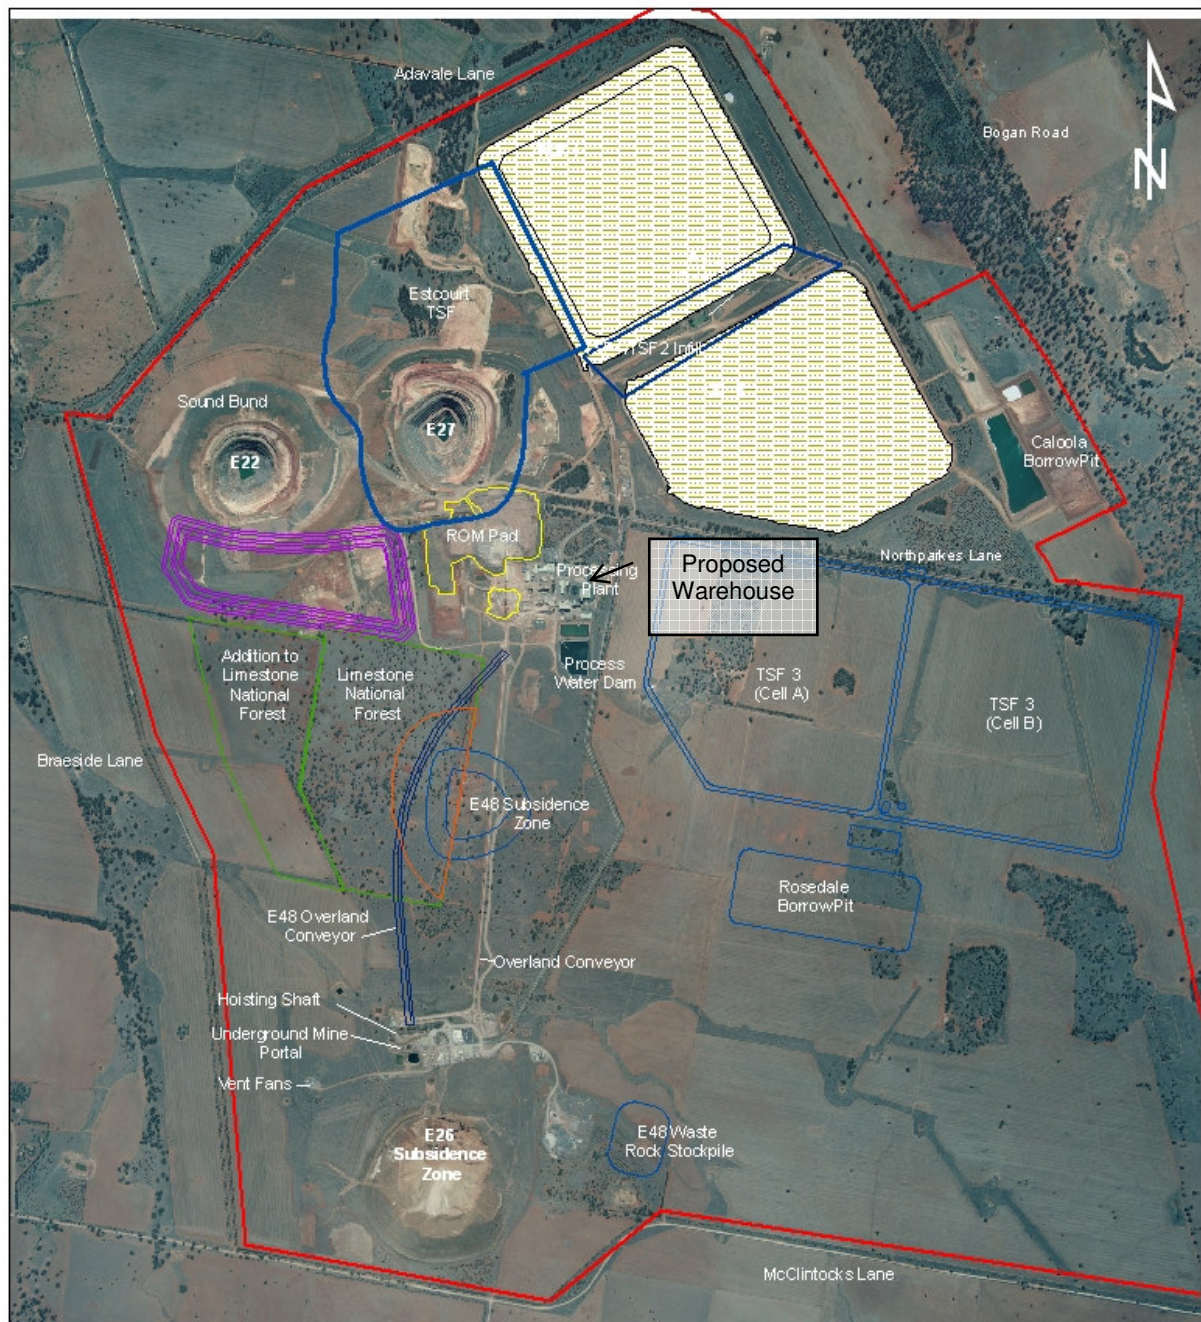 Adavale Lane
Bogan Road
N
Estcourt
TSF
TSF 2 Infill
Sound Bund
E27
E22
Caloola
BorrowPit
ROM Pad
Northparkes Lane
Proposed
Warehouse
Processing
Plant
Addition to
Limestone
National
Forest
Limestone
National
Forest
Process
Water Dam
TSF 3
(Cell A)
TSF 3
(Cell B)
Braeside Lane
E48 Subsidence
Zone
Rosedale
BorrowPit
E48 Overland
Conveyor
Overland Conveyor
Hoisting Shaft
Underground Mine
Portal
Vent Fans
E26
Subsidence
Zone
E48 Waste
Rock Stockpile
McClintocks Lane